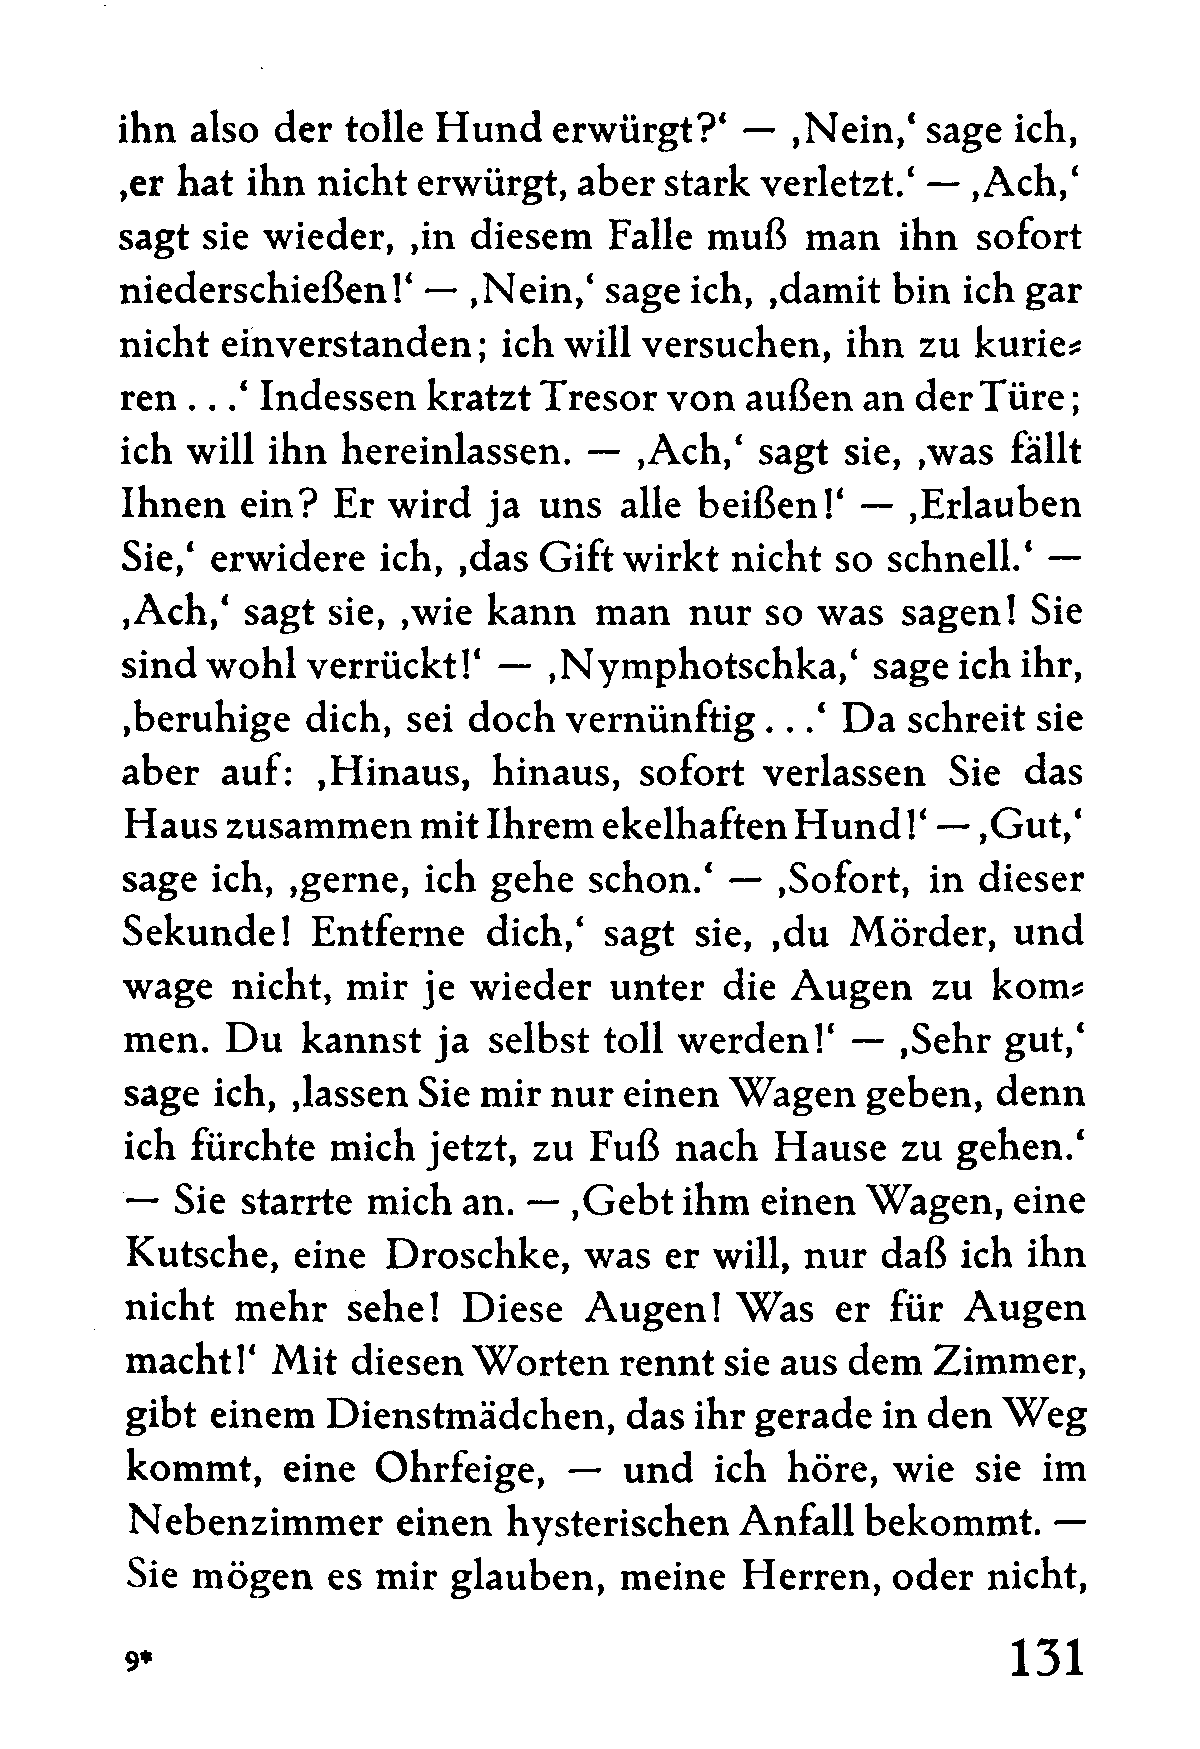 ihn also der tolle Hund erwürgt?‘ — ‚Nein,‘ sage ich,
‚er hat ihn nicht erwürgt, aber stark verletzt.‘ — ‚Ach,‘
sagt sie wieder, ‚in diesem Falle muß man ihn sofort
niederschießen!‘ — ‚Nein,‘ sage ich, ‚damit bin ich gar
nicht einverstanden; ich will versuchen, ihn zu kurie⸗
ren . . .‘ Indessen kratzt Tresor von außen an der Türe;
ich will ihn hereinlassen. — ‚Ach,‘ sagt sie, ‚was fällt
Ihnen ein? Er wird ja uns alle beißen!‘ — ‚Erlauben
Sie,‘ erwidere ich, ‚das Gift wirkt nicht so schnell.‘ —
‚Ach,‘ sagt sie, ‚wie kann man nur so was sagen! Sie
sind wohl verrückt!‘ — ‚Nymphotschka,‘ sage ich ihr,
‚beruhige dich, sei doch vernünftig . . .‘ Da schreit sie
aber auf: ‚Hinaus, hinaus, sofort verlassen Sie das
Haus zusammen mit Ihrem ekelhaften Hund!‘ — ‚Gut,‘
sage ich, ‚gerne, ich gehe schon.‘ — ‚Sofort, in dieser
Sekunde! Entferne dich,‘ sagt sie, ‚du Mörder, und
wage nicht, mir je wieder unter die Augen zu kom⸗
men. Du kannst ja selbst toll werden!‘ — ‚Sehr gut,‘
sage ich, ‚lassen Sie mir nur einen Wagen geben, denn
ich fürchte mich jetzt, zu Fuß nach Hause zu gehen.‘
— Sie starrte mich an. — ‚Gebt ihm einen Wagen, eine
Kutsche, eine Droschke, was er will, nur daß ich ihn
nicht mehr sehe! Diese Augen! Was er für Augen
macht!‘ Mit diesen Worten rennt sie aus dem Zimmer,
gibt einem Dienstmädchen, das ihr gerade in den Weg
kommt, eine Ohrfeige, — und ich höre, wie sie im
Nebenzimmer einen hysterischen Anfall bekommt. —
Sie mögen es mir glauben, meine Herren, oder nicht,
9* 131